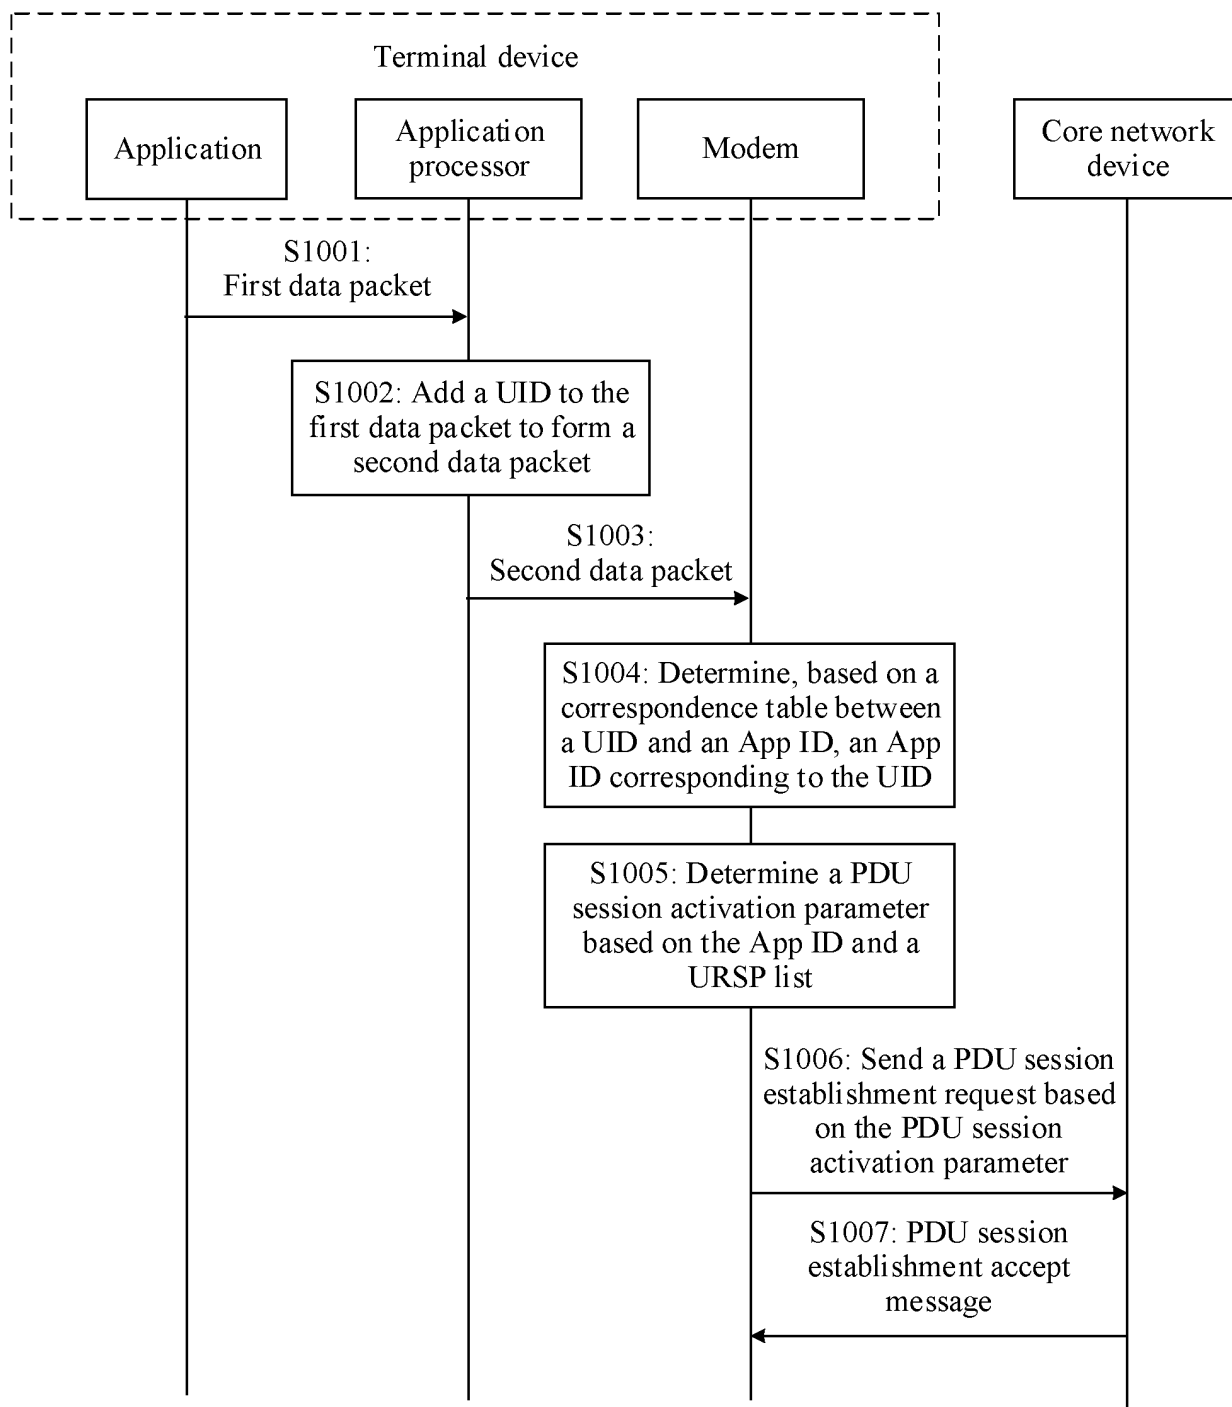 Terminal device
Application
Application
processor
Modem
Core network
device
S1001:
First data packet
S1002: Add a UID to the
first data packet to form a
second data packet
S1003:
Second data packet
S1004: Determine, based on a
correspondence table between
a UID and an App ID, an App
ID corresponding to the UID
S1005: Determine a PDU
session activation parameter
based on the App ID and a
URSP list
S1006: Send a PDU session
establishment request based
on the PDU session
activation parameter
S1007: PDU session
establishment accept
message